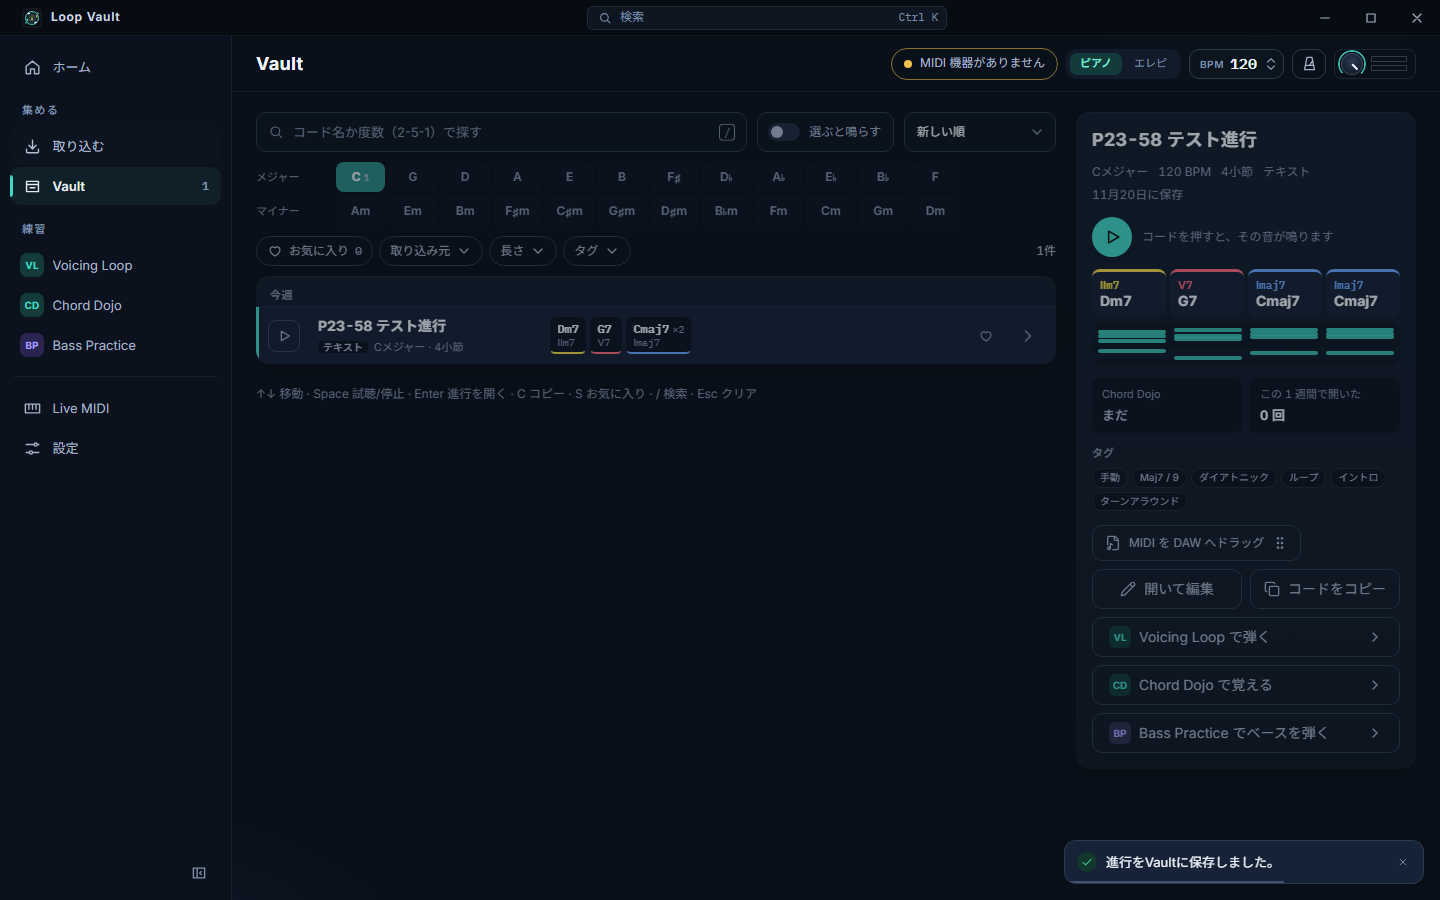 Loop Vault
検索 Ctrl K
ホーム
集める
取り込む
Vault 1
練習
VL Voicing Loop
CD Chord Dojo
BP Bass Practice
Live MIDI
設定
Vault
MIDI 機器がありません
ピアノ エレピ
BPM 120
コード名か度数（2-5-1）で探す /
選ぶと鳴らす
新しい順
メジャー C 1 G D A E B F♯ D♭ A♭ E♭ B♭ F
マイナー Am Em Bm F♯m C♯m G♯m D♯m B♭m Fm Cm Gm Dm
お気に入り 0 取り込み元 長さ タグ 1件
今週
P23-58 テスト進行
テキスト Cメジャー · 4小節
Dm7 G7 Cmaj7 ×2
Ⅱm7 V7 Imaj7
↑↓ 移動 · Space 試聴/停止 · Enter 進行を開く · C コピー · S お気に入り · / 検索 · Esc クリア
P23-58 テスト進行
Cメジャー 120 BPM 4小節 テキスト
11月20日に保存
コードを押すと、その音が鳴ります
Ⅱm7 V7 Imaj7 Imaj7
Dm7 G7 Cmaj7 Cmaj7
Chord Dojo
まだ
この 1 週間で開いた
0 回
タグ
手動 Maj7 / 9 ダイアトニック ループ イントロ
ターンアラウンド
MIDI を DAW へドラッグ
開いて編集 コードをコピー
VL Voicing Loop で弾く
CD Chord Dojo で覚える
BP Bass Practice でベースを弾く
進行をVaultに保存しました。